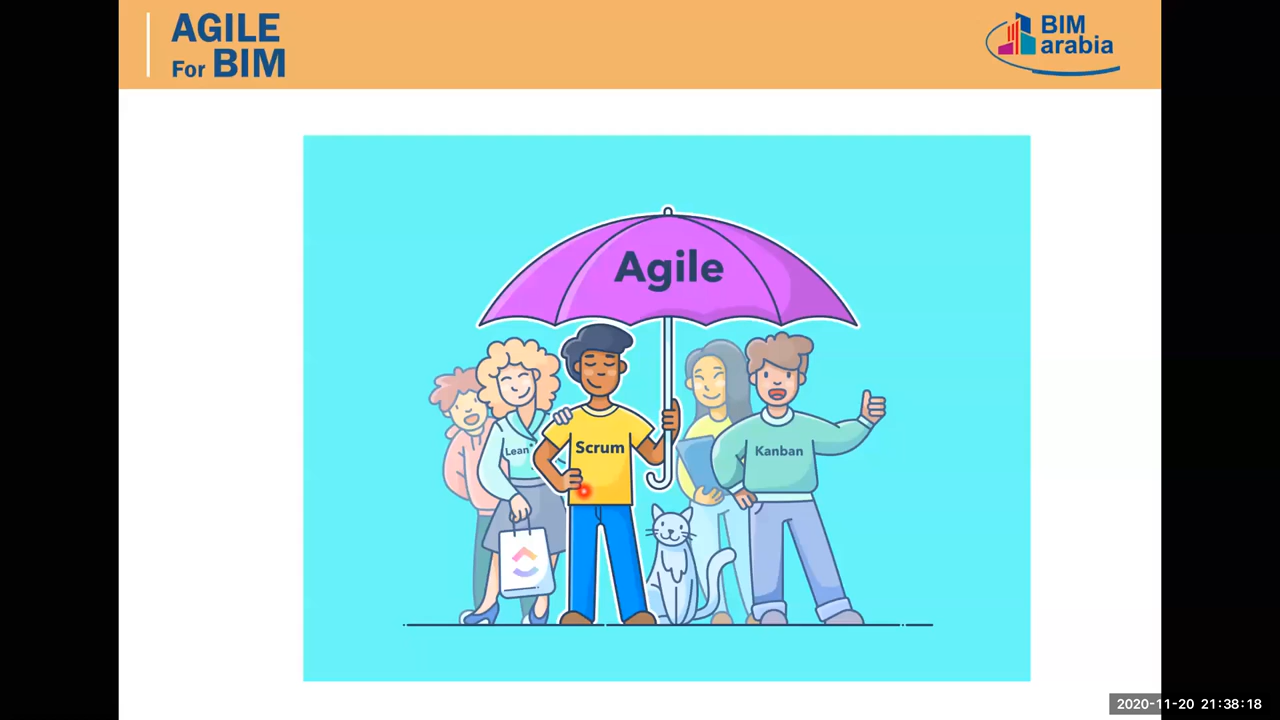 AGILE
For BIM
BIM
arabia
Agile
Lean
Scrum
Kanban
2020-11-20 21:38:18